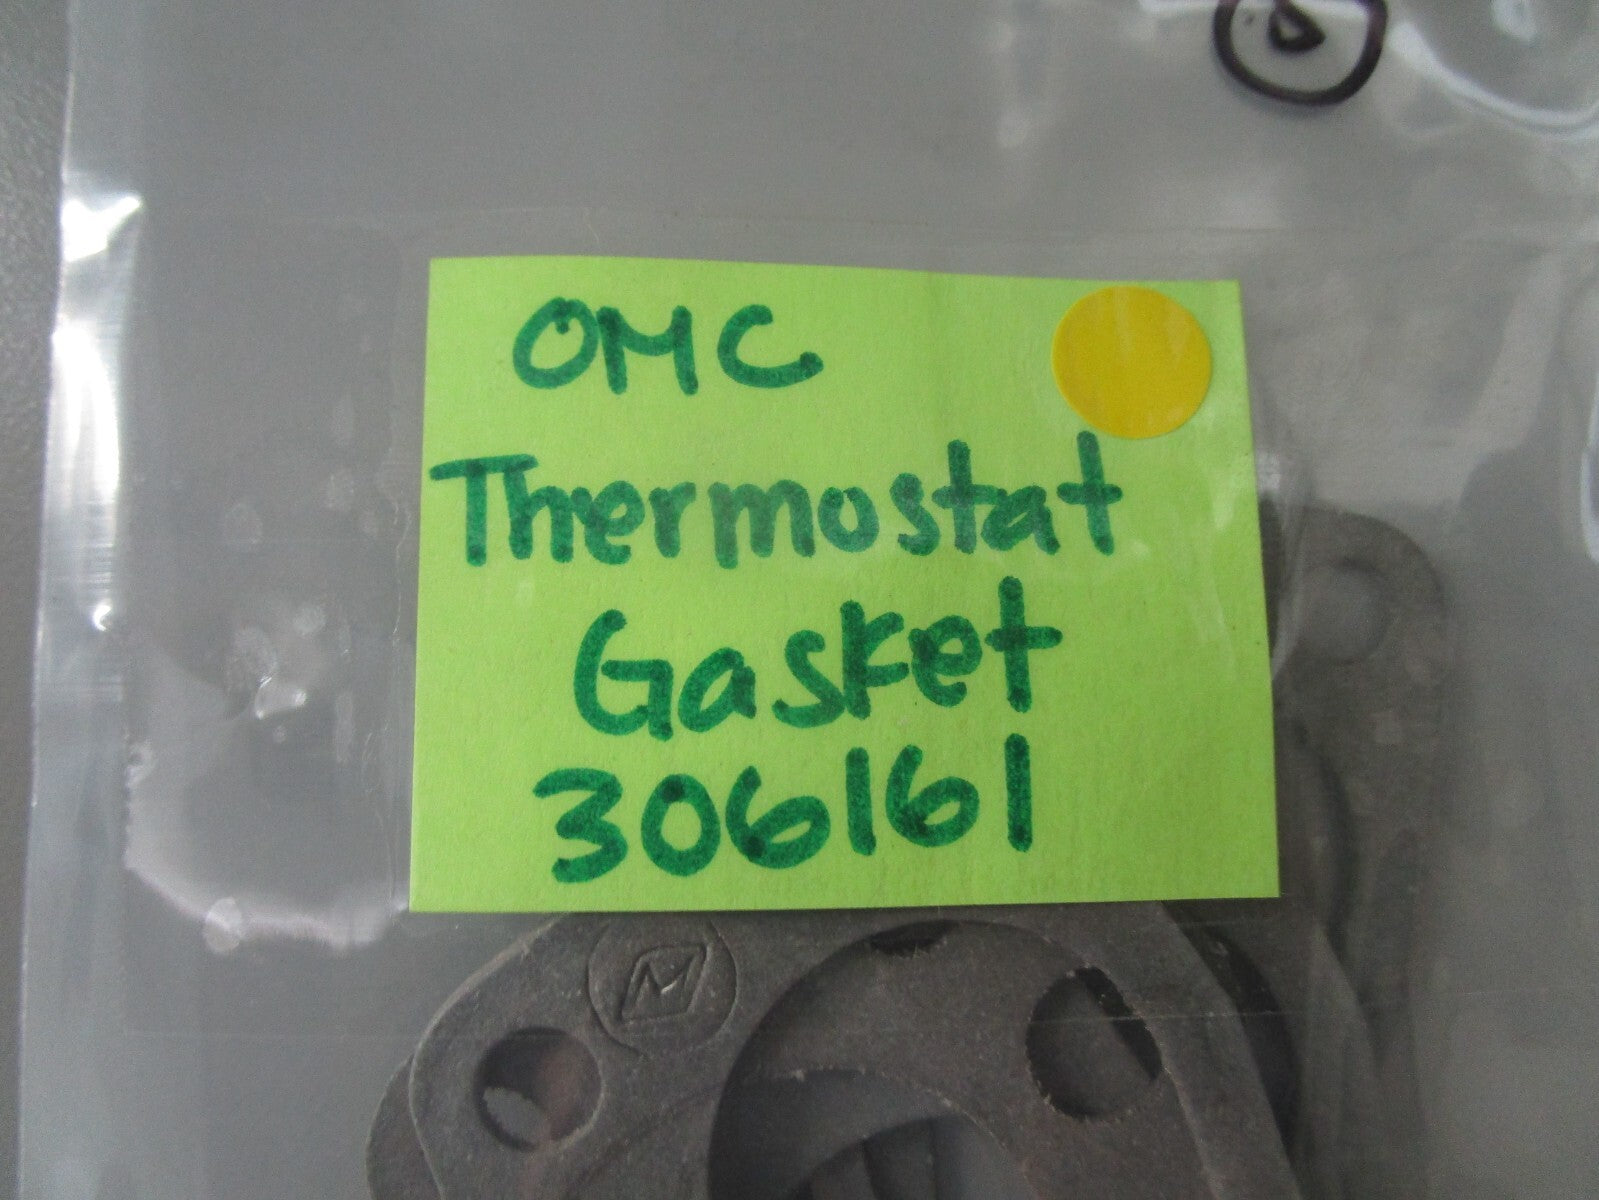 OMC
Thermostat
Gasket
306161
M